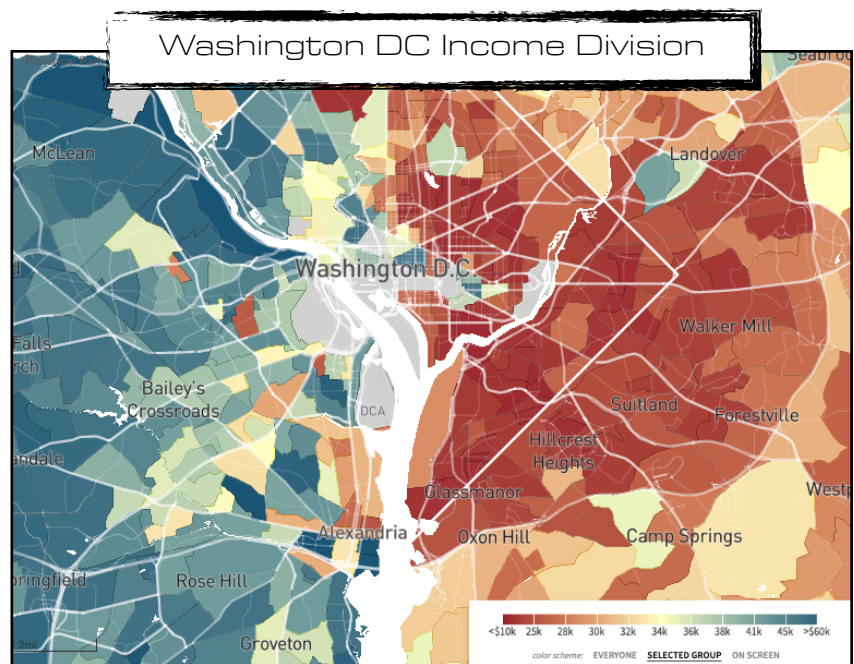 Washington DC Income Division
Seabro
McLean
Landover
Washington D.C.
d
Walker Mill
Falls
rch
Bailey's
Crossroads
DCA
Suitland
Forestville
Hillcrest
Heights
andale
Glassmanor
Westp
Alexandria
Oxon Hill
Camp Springs
pringfield
Rose Hill
Groveton
2mi
<$10k 25k 28k 30k 32k 34k 36k 38k 41k 45k >$60k
color scheme: EVERYONE SELECTED GROUP ON SCREEN